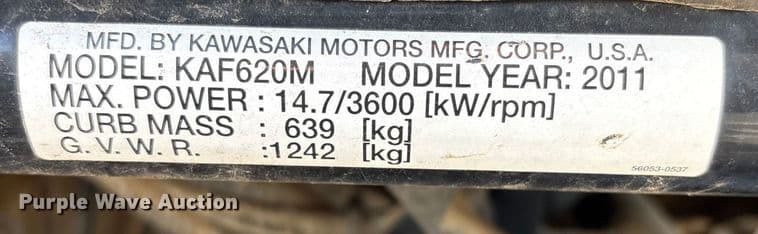 MFD. BY KAWASAKI MOTORS MFG. CORP., U.S.A.
MODEL: KAF620M MODEL YEAR: 2011
MAX. POWER : 14.7/3600 [kW/rpm]
CURB MASS : 639 [kg]
G. V. W. R. :1242 [kg]
56053-0537
Purple Wave Auction